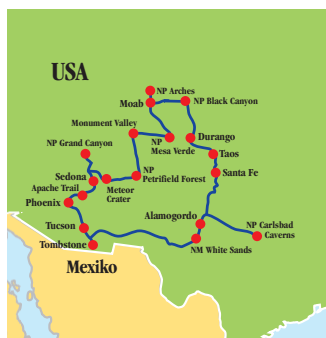 USA
NP Arches
Moab
NP Black Canyon
Monument Valley
NP Grand Canyon
NP
Mesa Verde
Durango
Taos
Sedona
NP
Petrifield Forest
Santa Fe
Apache Trail
Meteor
Crater
Phoenix
Alamogordo
Tucson
NP Carlsbad
Caverns
Tombstone
NM White Sands
Mexiko